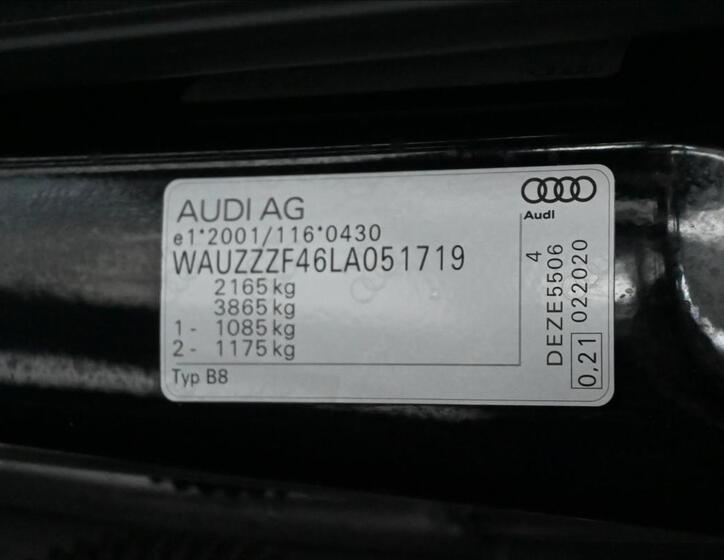 AUDI AG
e1*2001/116*0430
WAUZZZF46LA051719
2165 kg
3865 kg
1 - 1085 kg
2 - 1175 kg
Typ B8
Audi
4
DEZE5506
0,21 022020